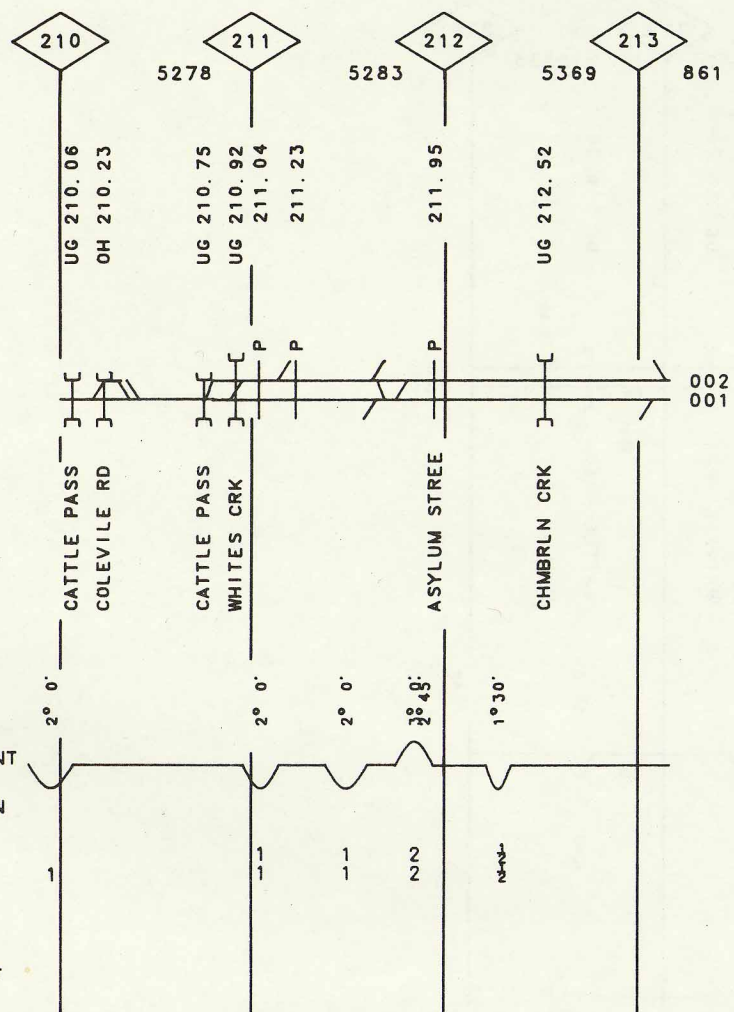 210 211 212 213
5278 5283 5369 861
UG 210.06
OH 210.23
UG 210.75
UG 210.92
211.04
211.23
211.95
UG 212.52
P P P
002
001
CATTLE PASS
COLEVILE RD
CATTLE PASS
WHITES CRK
ASYLUM STREE
CHMBRLN CRK
2° 0'
2° 0'
2° 0'
2° 45'
1° 30'
NT
N
1 1 2
1 1 1 2